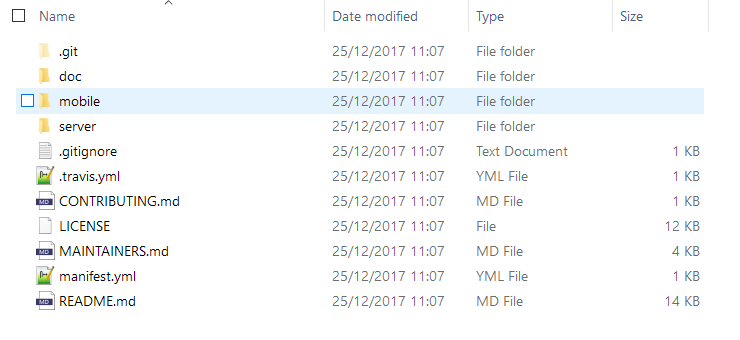 Name Date modified Type Size
.git 25/12/2017 11:07 File folder
doc 25/12/2017 11:07 File folder
mobile 25/12/2017 11:07 File folder
server 25/12/2017 11:07 File folder
.gitignore 25/12/2017 11:07 Text Document 1 KB
.travis.yml 25/12/2017 11:07 YML File 1 KB
CONTRIBUTING.md 25/12/2017 11:07 MD File 1 KB
LICENSE 25/12/2017 11:07 File 12 KB
MAINTAINERS.md 25/12/2017 11:07 MD File 4 KB
manifest.yml 25/12/2017 11:07 YML File 1 KB
README.md 25/12/2017 11:07 MD File 14 KB